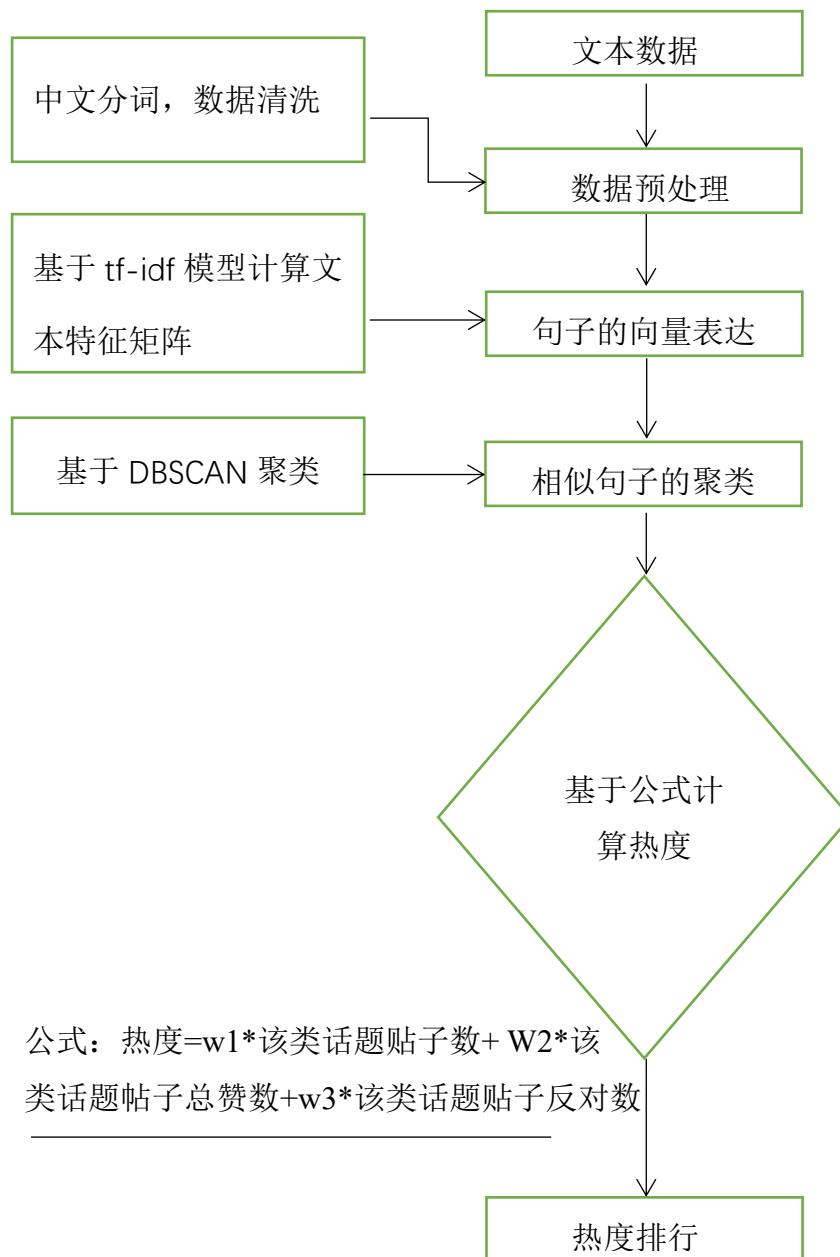 文本数据
中文分词，数据清洗
数据预处理
基于 tf-idf 模型计算文
本特征矩阵
句子的向量表达
基于 DBSCAN 聚类
相似句子的聚类
基于公式计
算热度
公式：热度=w1*该类话题贴子数+ W2*该
类话题帖子总赞数+w3*该类话题贴子反对数
热度排行